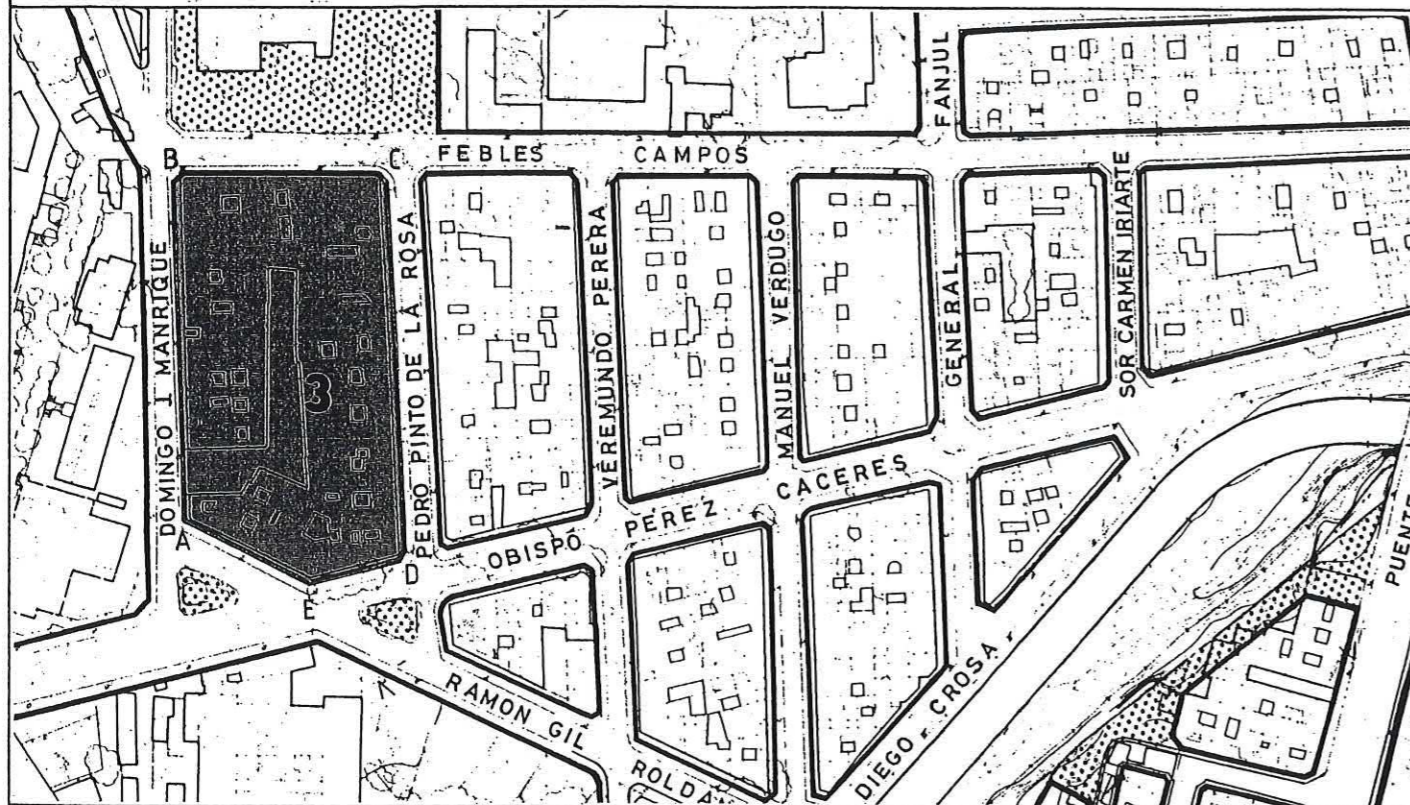 B
C
FEBLES CAMPOS
GENERAL FANJUL
SOR CARMEN IRIARTE
DOMINGO J MANRIQUE
3
PEDRO PINTO DE LA ROSA
VEREMUNDO PERERA
MANUEL VERDUGO
A
D
E
OBISPO PEREZ CACERES
RAMON GIL
DIEGO CROSA
PUENTE